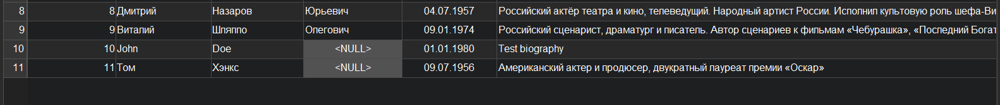 8 8 Дмитрий Назаров Юрьевич 04.07.1957 Российский актёр театра и кино, телеведущий. Народный артист России. Исполнил культовую роль шефа-Ви
9 9 Виталий Шляппо Олегович 09.01.1974 Российский сценарист, драматург и писатель. Автор сценариев к фильмам «Чебурашка», «Последний Богат
10 10 John Doe <NULL> 01.01.1980 Test biography
11 11 Том Хэнкс <NULL> 09.07.1956 Американский актер и продюсер, двукратный лауреат премии «Оскар»